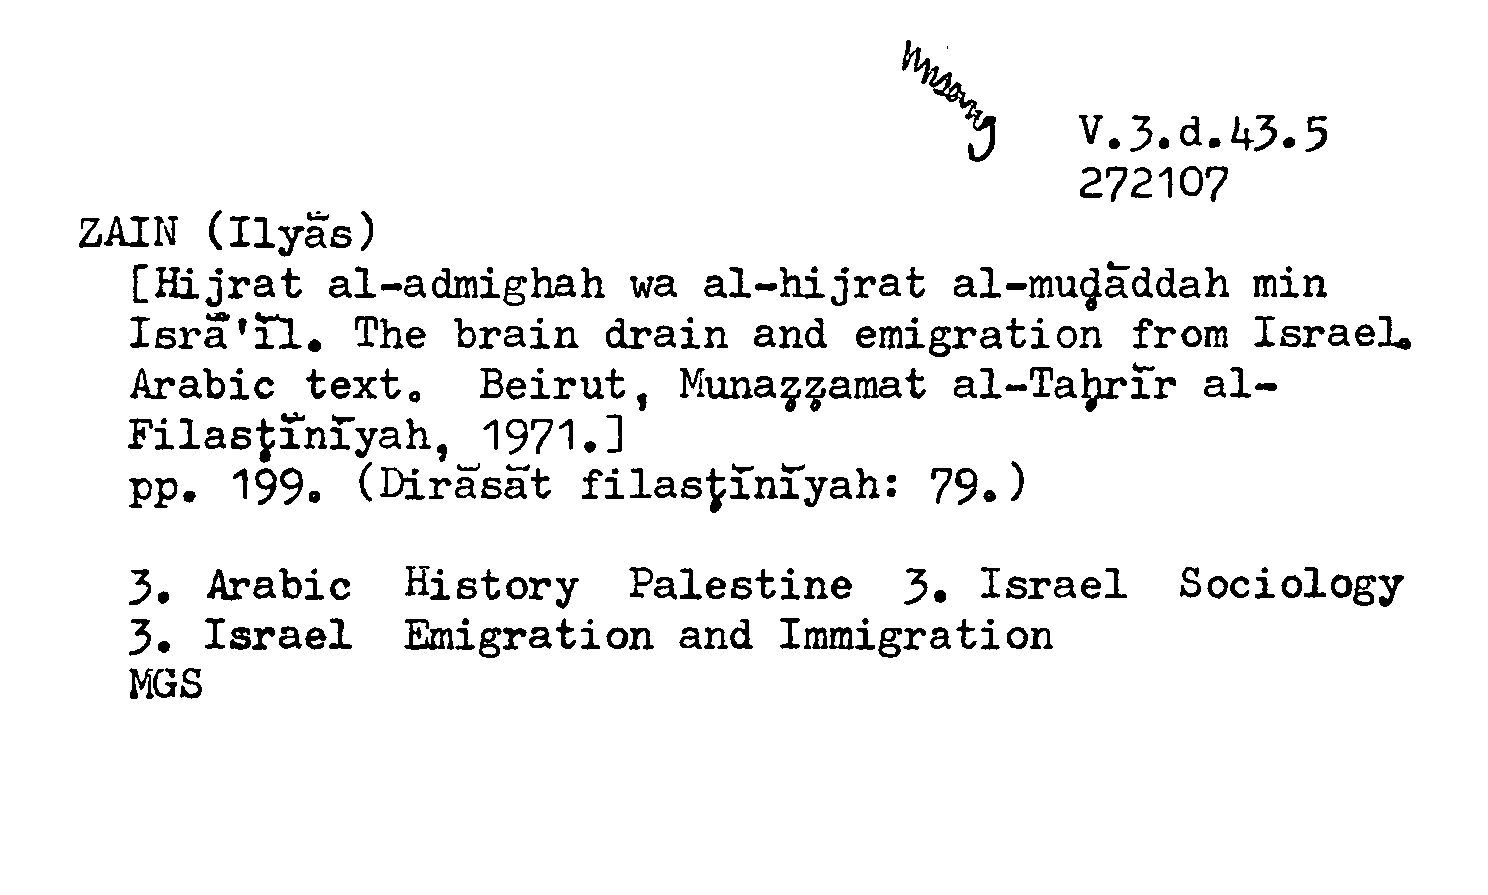 V.3.d.43.5
272107
ZAIN (Ilyās)
[Hijrat al-admighah wa al-hijrat al-muḍāddah min
Isrā'īl. The brain drain and emigration from Israel.
Arabic text. Beirut, Munaẓẓamat al-Taḥrīr al-
Filasṭīnīyah, 1971.]
pp. 199. (Dirāsāt filasṭīnīyah: 79.)
3. Arabic History Palestine 3. Israel Sociology
3. Israel Emigration and Immigration
MGS